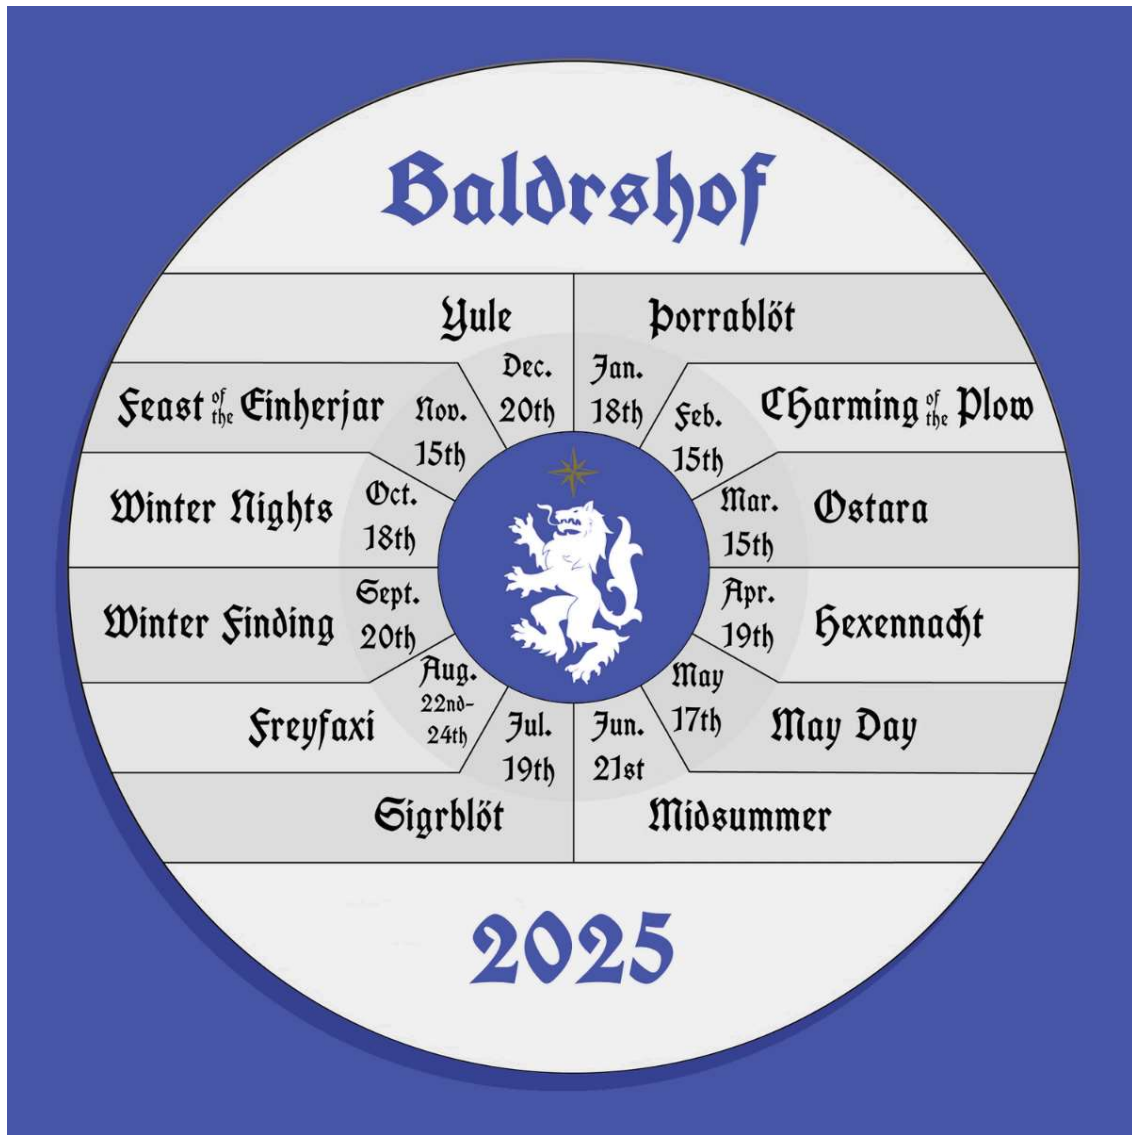 Baldrshof
Yule
Dec.
20th
Þorrablöt
Jan.
18th
Charming of the Plow
Feb.
15th
Ostara
Mar.
15th
Hexennacht
Apr.
19th
May Day
May
17th
Midsummer
Jun.
21st
Sigrblöt
Jul.
19th
Freyfaxi
Aug.
22nd-
24th
Winter Finding
Sept.
20th
Winter Nights
Oct.
18th
Feast of the Einherjar
Nov.
15th
2025